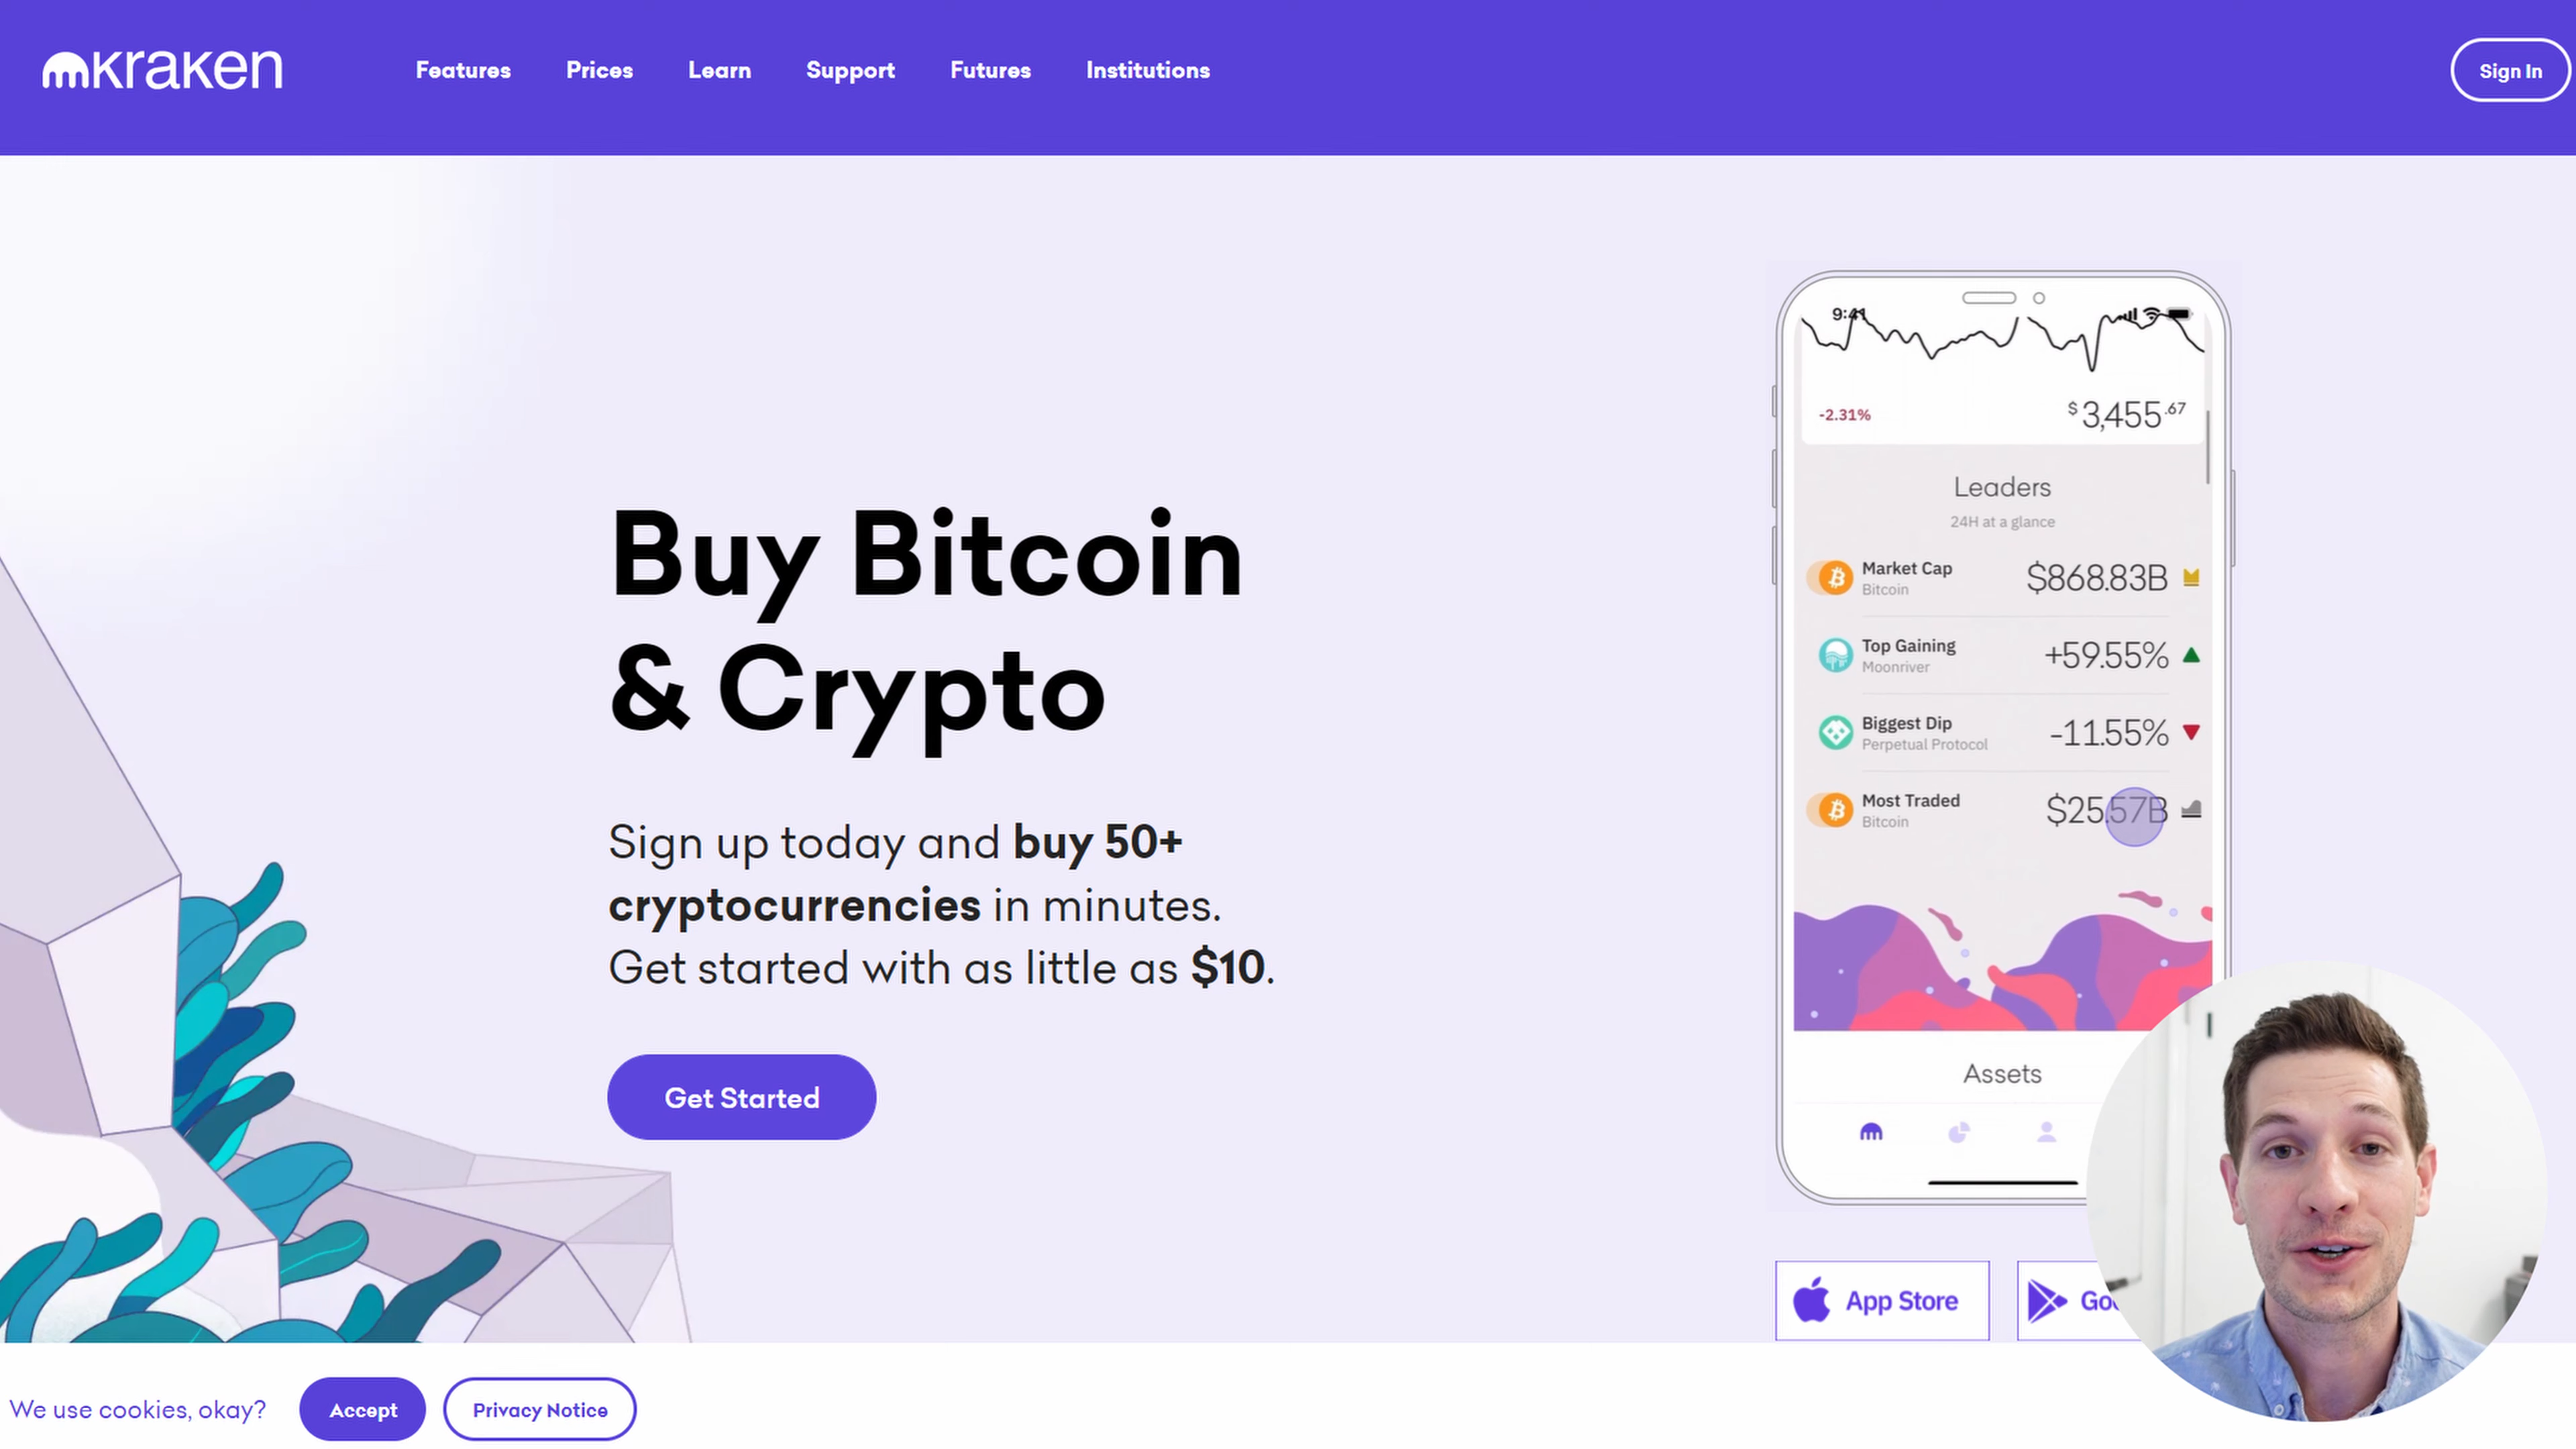 kraken
Features
Prices
Learn
Support
Futures
Institutions
Sign In
Buy Bitcoin
& Crypto
Sign up today and buy 50+
cryptocurrencies in minutes.
Get started with as little as $10.
Get Started
9:41
-2.31%
$3,455.67
Leaders
24H at a glance
Market Cap
Bitcoin
$868.83B
Top Gaining
Moonriver
+59.55%
Biggest Dip
Perpetual Protocol
-11.55%
Most Traded
Bitcoin
$25.57B
Assets
App Store
We use cookies, okay?
Accept
Privacy Notice